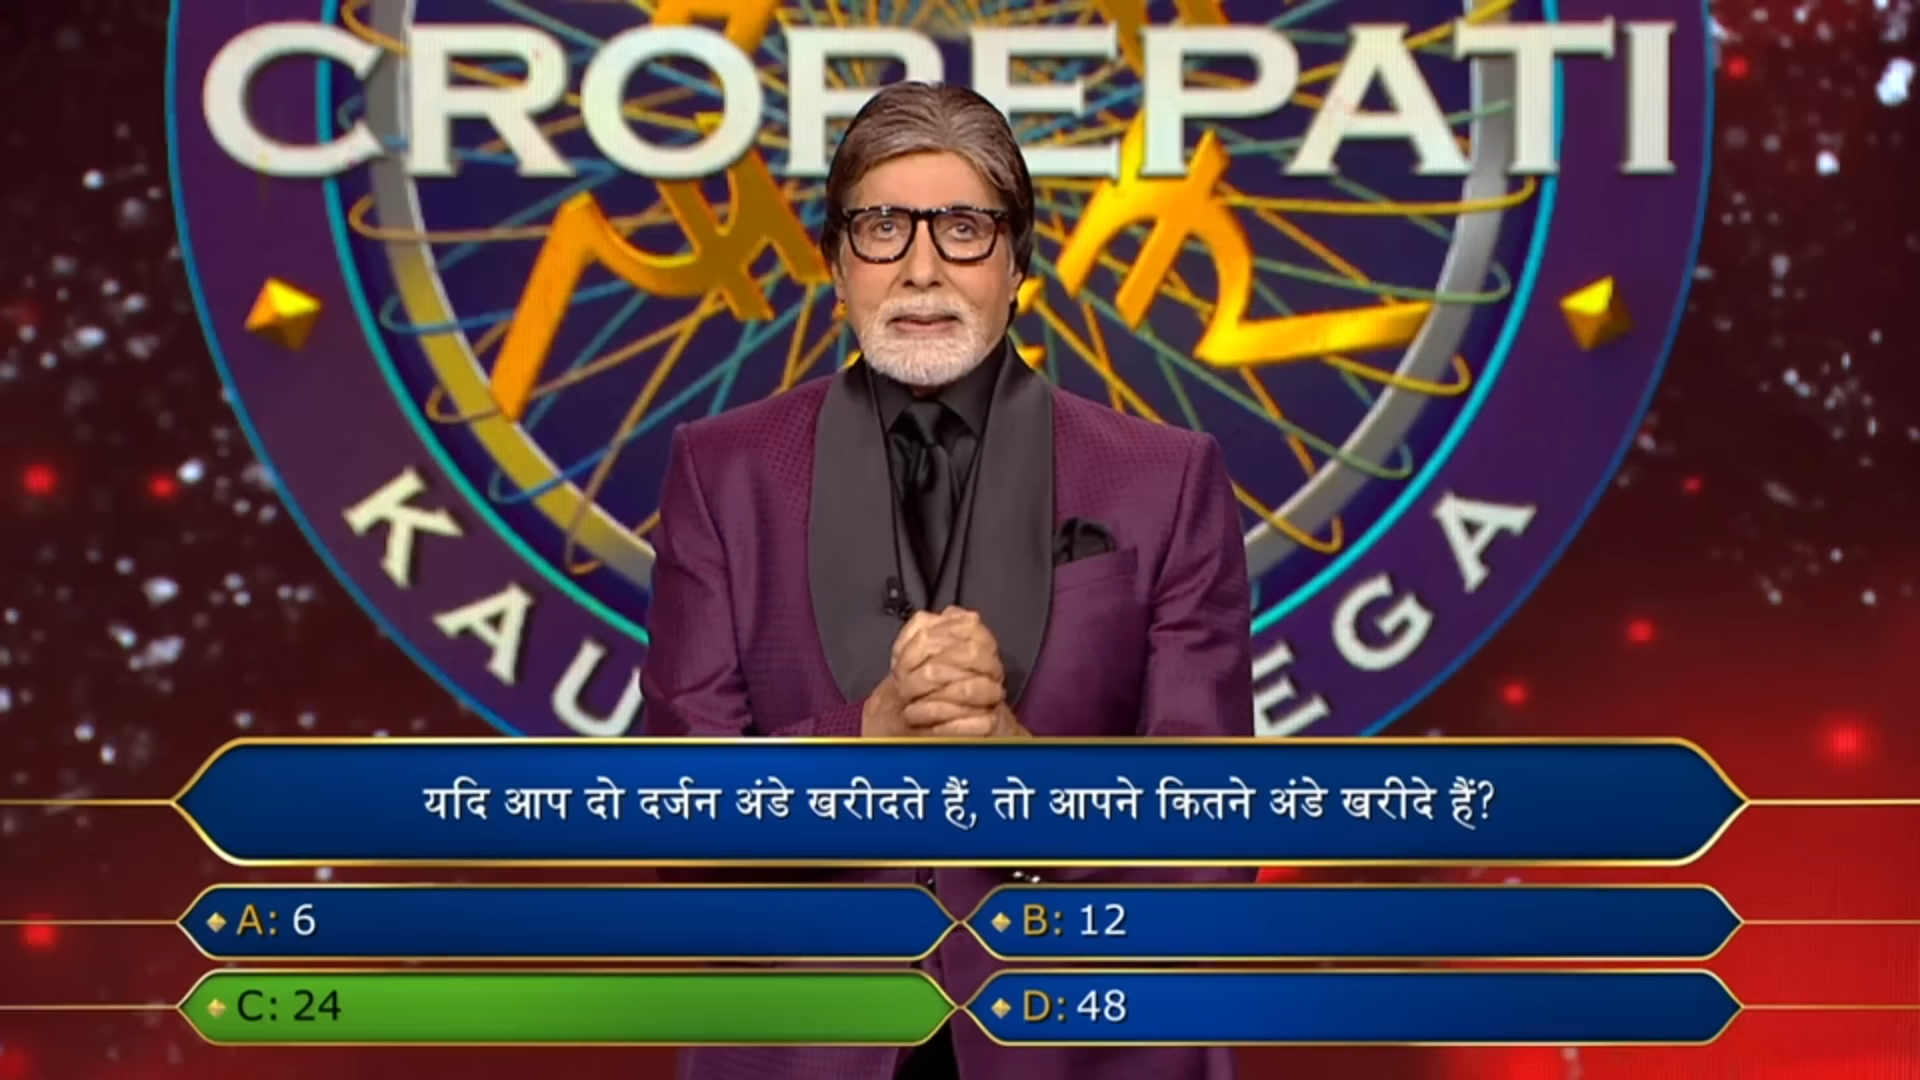 CROREPATI
KAU
EGA
यदि आप दो दर्जन अंडे खरीदते हैं, तो आपने कितने अंडे खरीदे हैं?
A: 6
B: 12
C: 24
D: 48